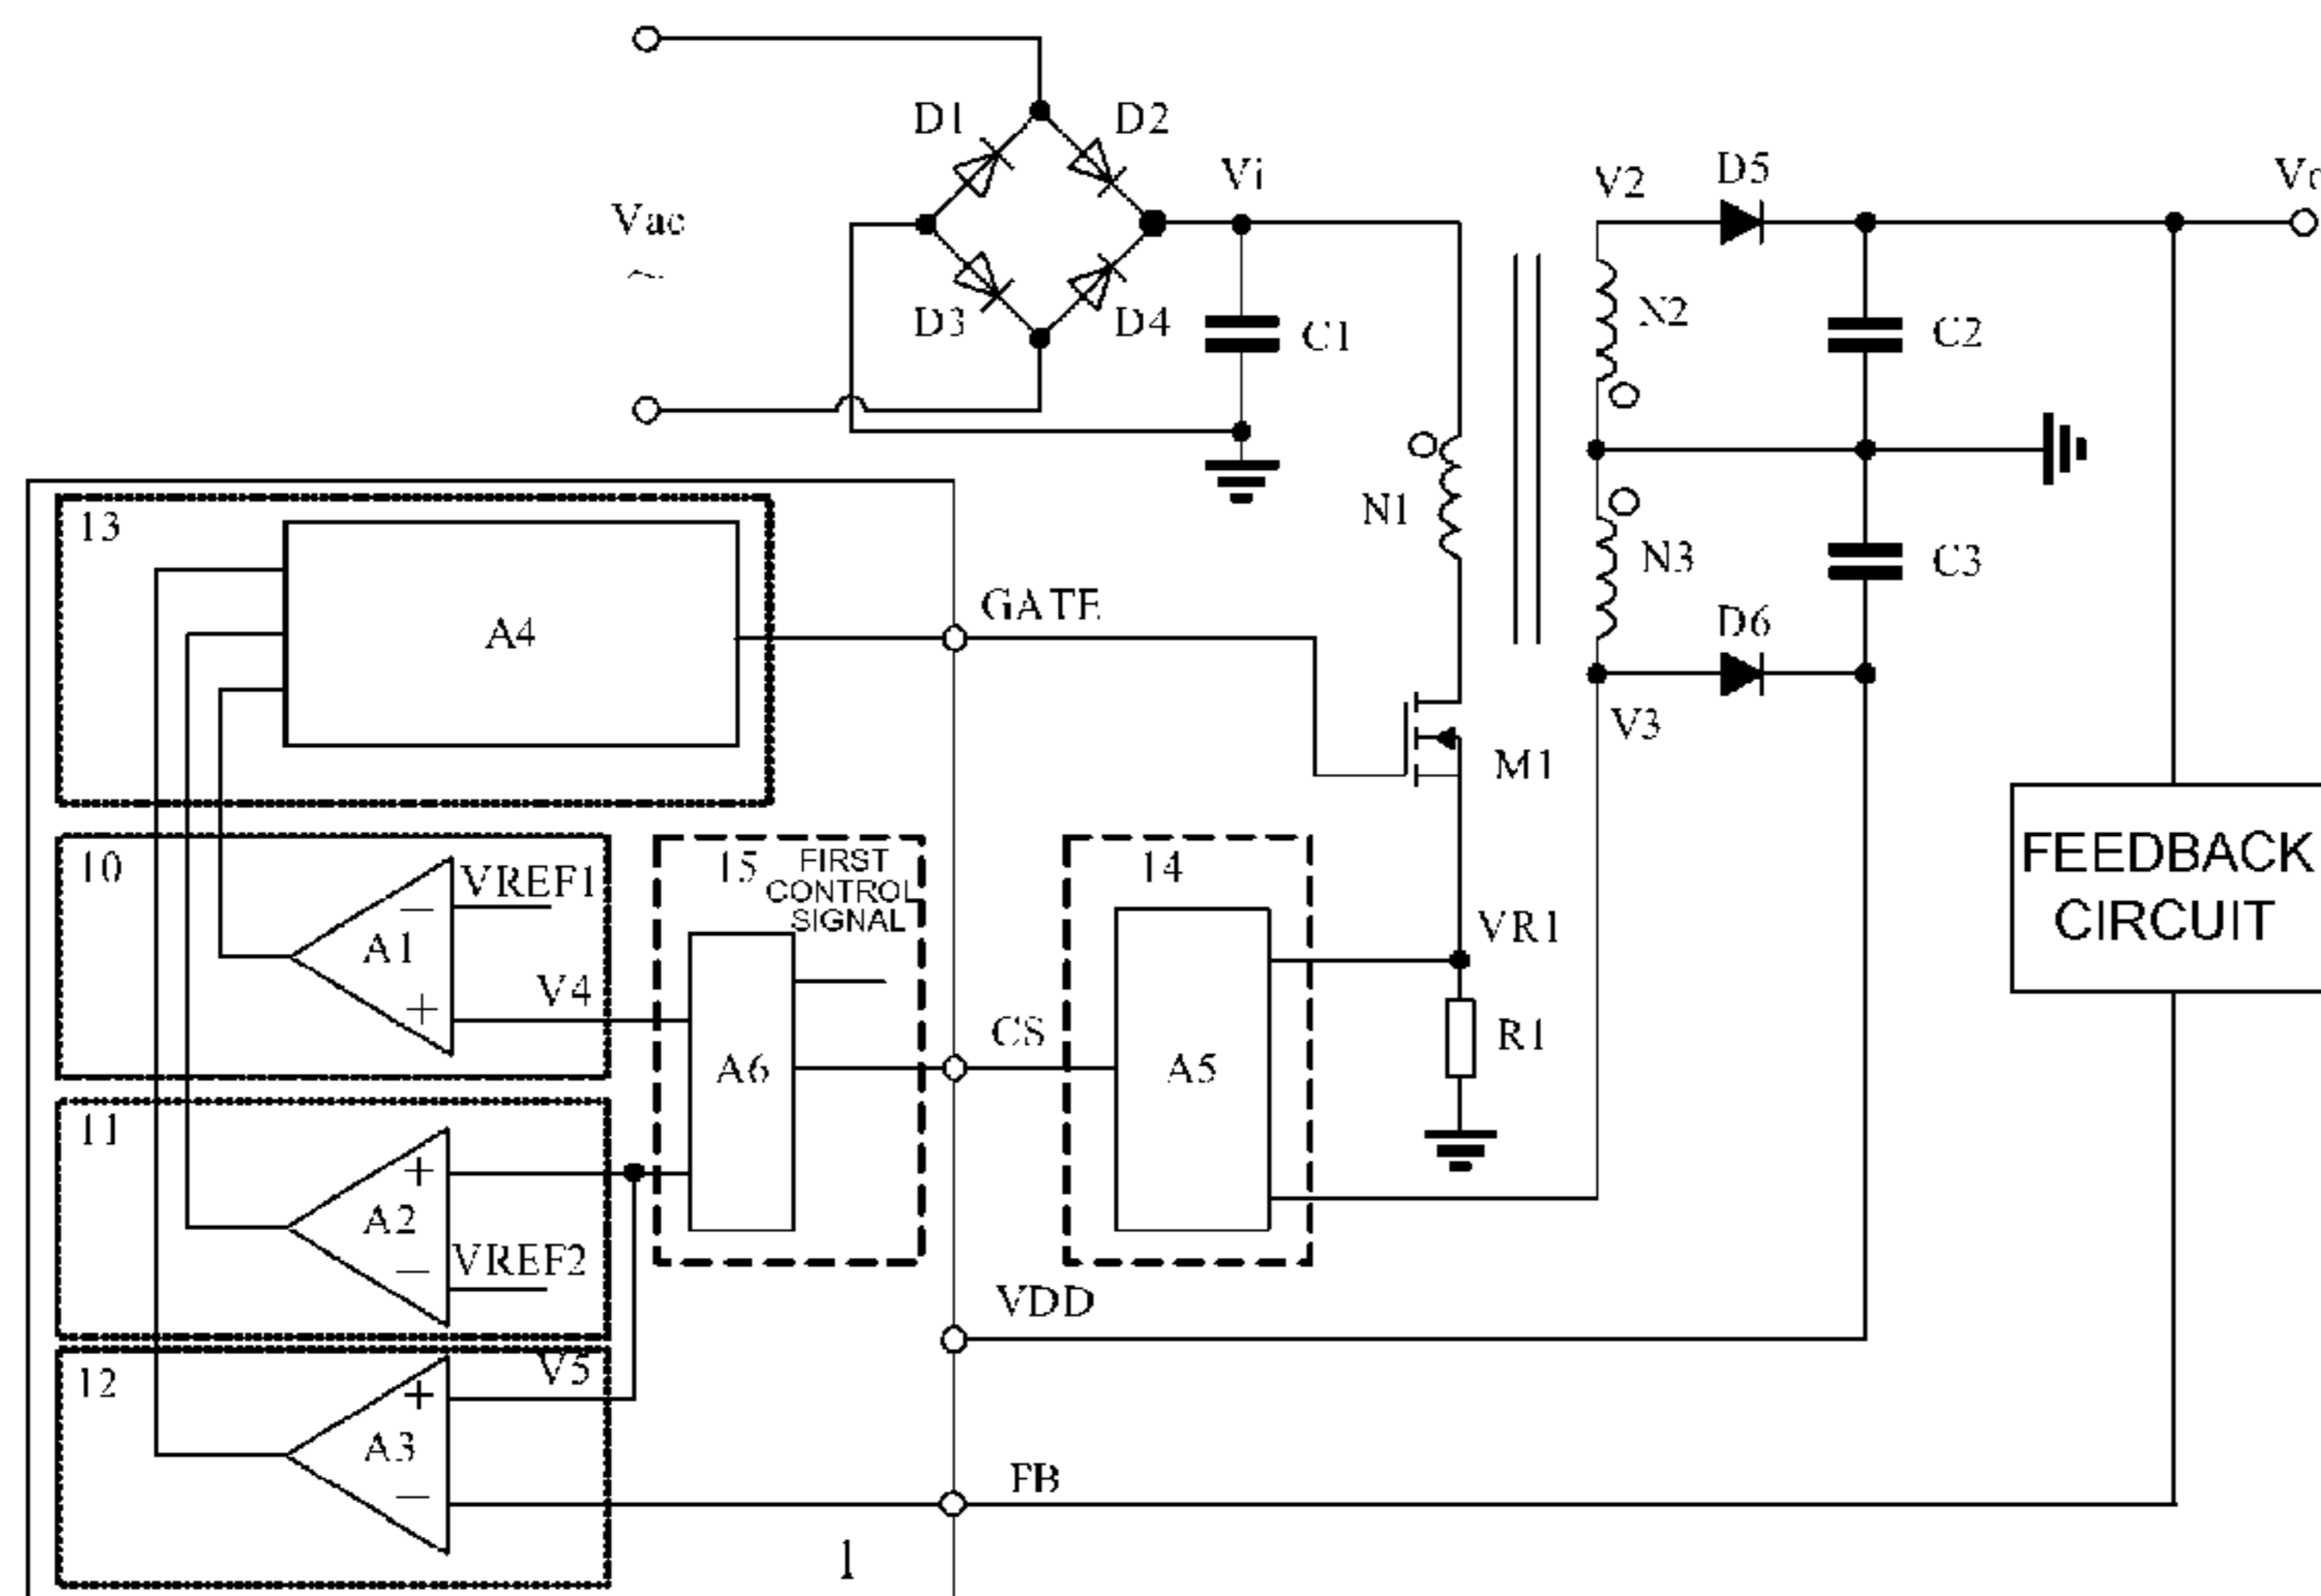 D1
D2
Vi
V2
D5
Vac
~
D3
D4
C1
N2
C2
13
N1
N3
C3
GATE
A4
D6
V3
M1
10
VREF1
15
FIRST
CONTROL
SIGNAL
14
FEEDBACK
CIRCUIT
−
A1
+
V4
VR1
CS
R1
A6
A5
11
+
A2
−
VREF2
VDD
12
V5
+
A3
−
FB
1